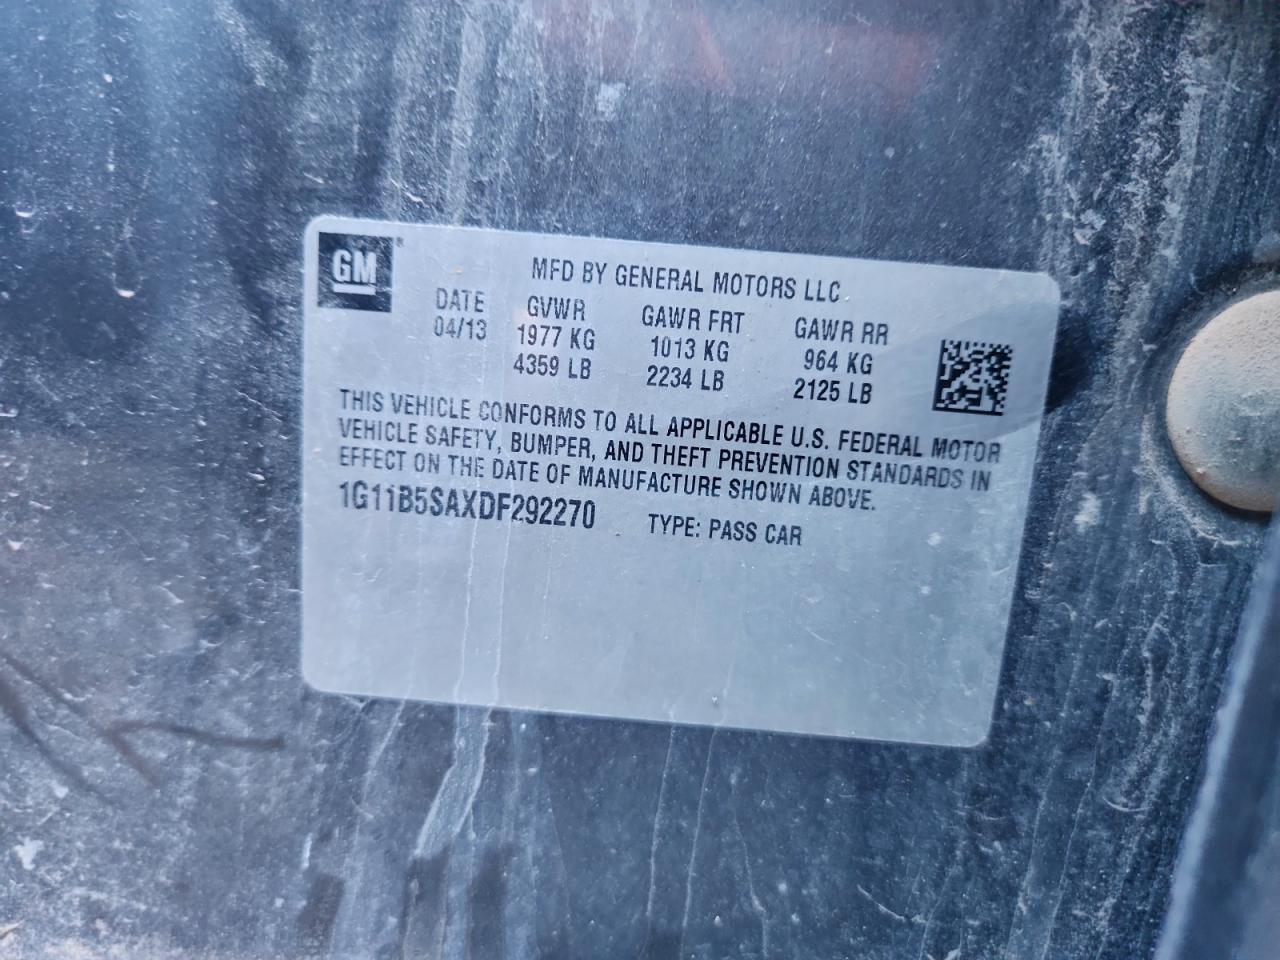 GM
MFD BY GENERAL MOTORS LLC
DATE GVWR GAWR FRT GAWR RR
04/13 1977 KG 1013 KG 964 KG
4359 LB 2234 LB 2125 LB
THIS VEHICLE CONFORMS TO ALL APPLICABLE U.S. FEDERAL MOTOR
VEHICLE SAFETY, BUMPER, AND THEFT PREVENTION STANDARDS IN
EFFECT ON THE DATE OF MANUFACTURE SHOWN ABOVE.
1G11B5SAXDF292270 TYPE: PASS CAR